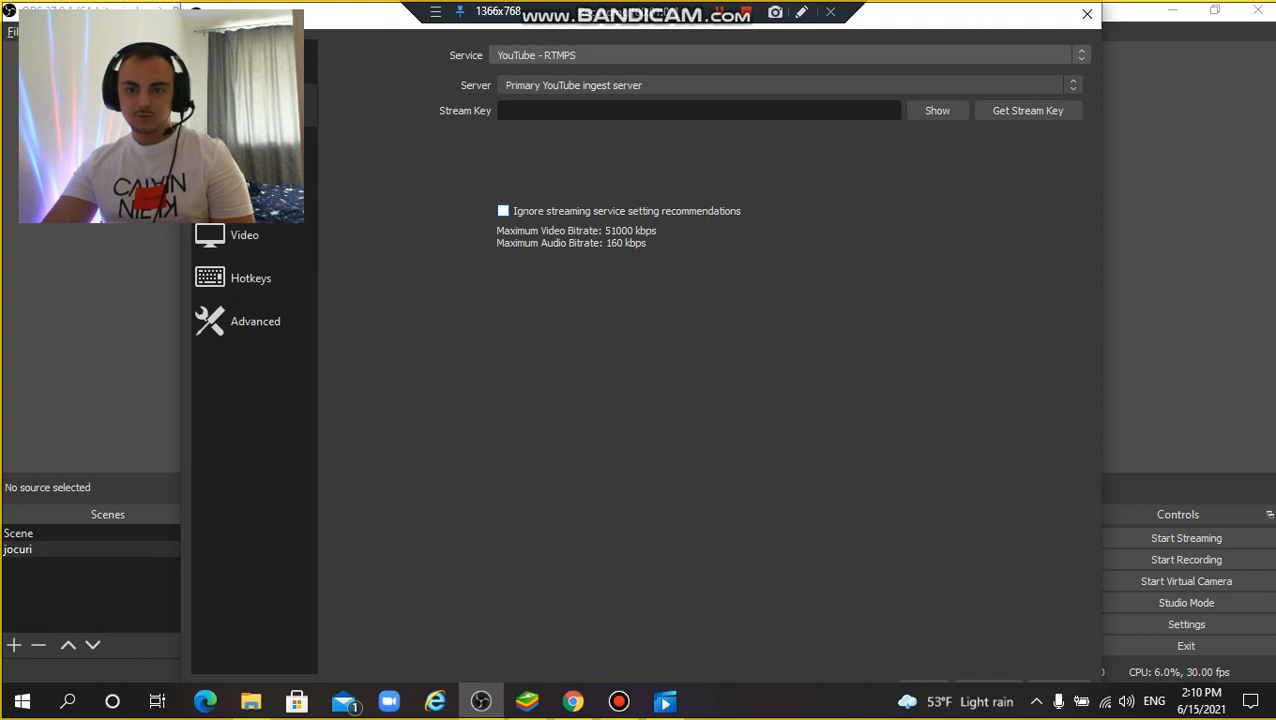 1366x768
www.BANDICAM.com
Service
YouTube - RTMPS
Server
Primary YouTube ingest server
Stream Key
Show
Get Stream Key
CALVIN
KLEIN
Ignore streaming service setting recommendations
Maximum Video Bitrate: 51000 kbps
Maximum Audio Bitrate: 160 kbps
Video
Hotkeys
Advanced
No source selected
Scenes
Scene
jocuri
Controls
Start Streaming
Start Recording
Start Virtual Camera
Studio Mode
Settings
Exit
CPU: 6.0%, 30.00 fps
1
53°F Light rain
ENG
2:10 PM
6/15/2021